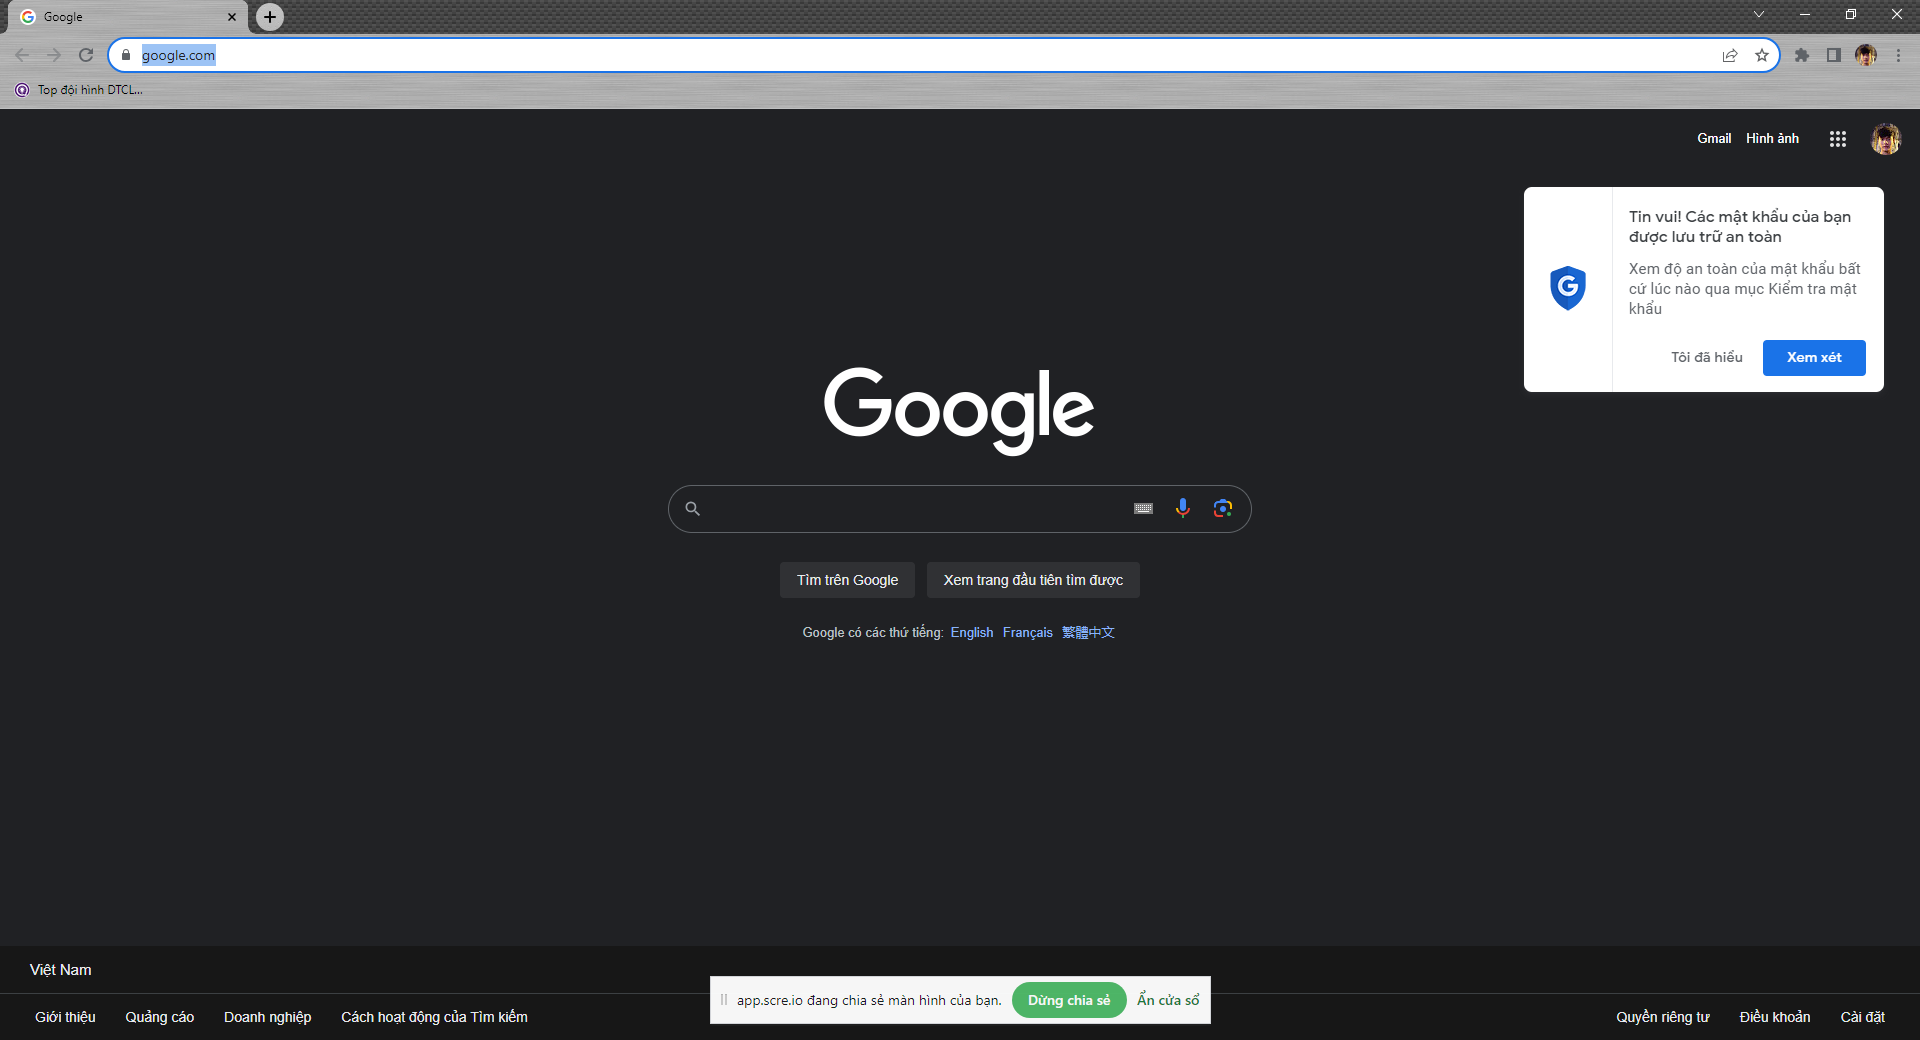 Google
google.com
Top đội hình DTCL...
Gmail Hình ảnh
Tin vui! Các mật khẩu của bạn
được lưu trữ an toàn
Xem độ an toàn của mật khẩu bất
cứ lúc nào qua mục Kiểm tra mật
khẩu
Tôi đã hiểu Xem xét
Google
Tìm trên Google Xem trang đầu tiên tìm được
Google có các thứ tiếng: English Français 繁體中文
Việt Nam
app.scre.io đang chia sẻ màn hình của bạn. Dừng chia sẻ Ẩn cửa sổ
Giới thiệu Quảng cáo Doanh nghiệp Cách hoạt động của Tìm kiếm
Quyền riêng tư Điều khoản Cài đặt